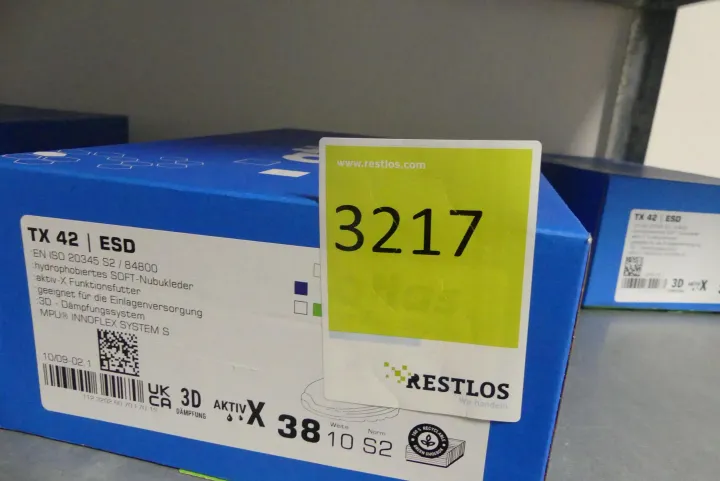 www.restlos.com
3217
RESTLOS
TX 42 | ESD
EN ISO 20345 S2 / 84800
hydrophobiertes SOFT-Nubukleder
aktiv-X Funktionsfutter
geeignet für die Einlagenversorgung
3D - Dämpfungssystem
MPU® INNOFLEX SYSTEM S
10/09-02.1
UK
CA
3D
DÄMPFUNG
AKTIV X
38
Weite
10
Norm
S2
TX 42 | ESD
3D